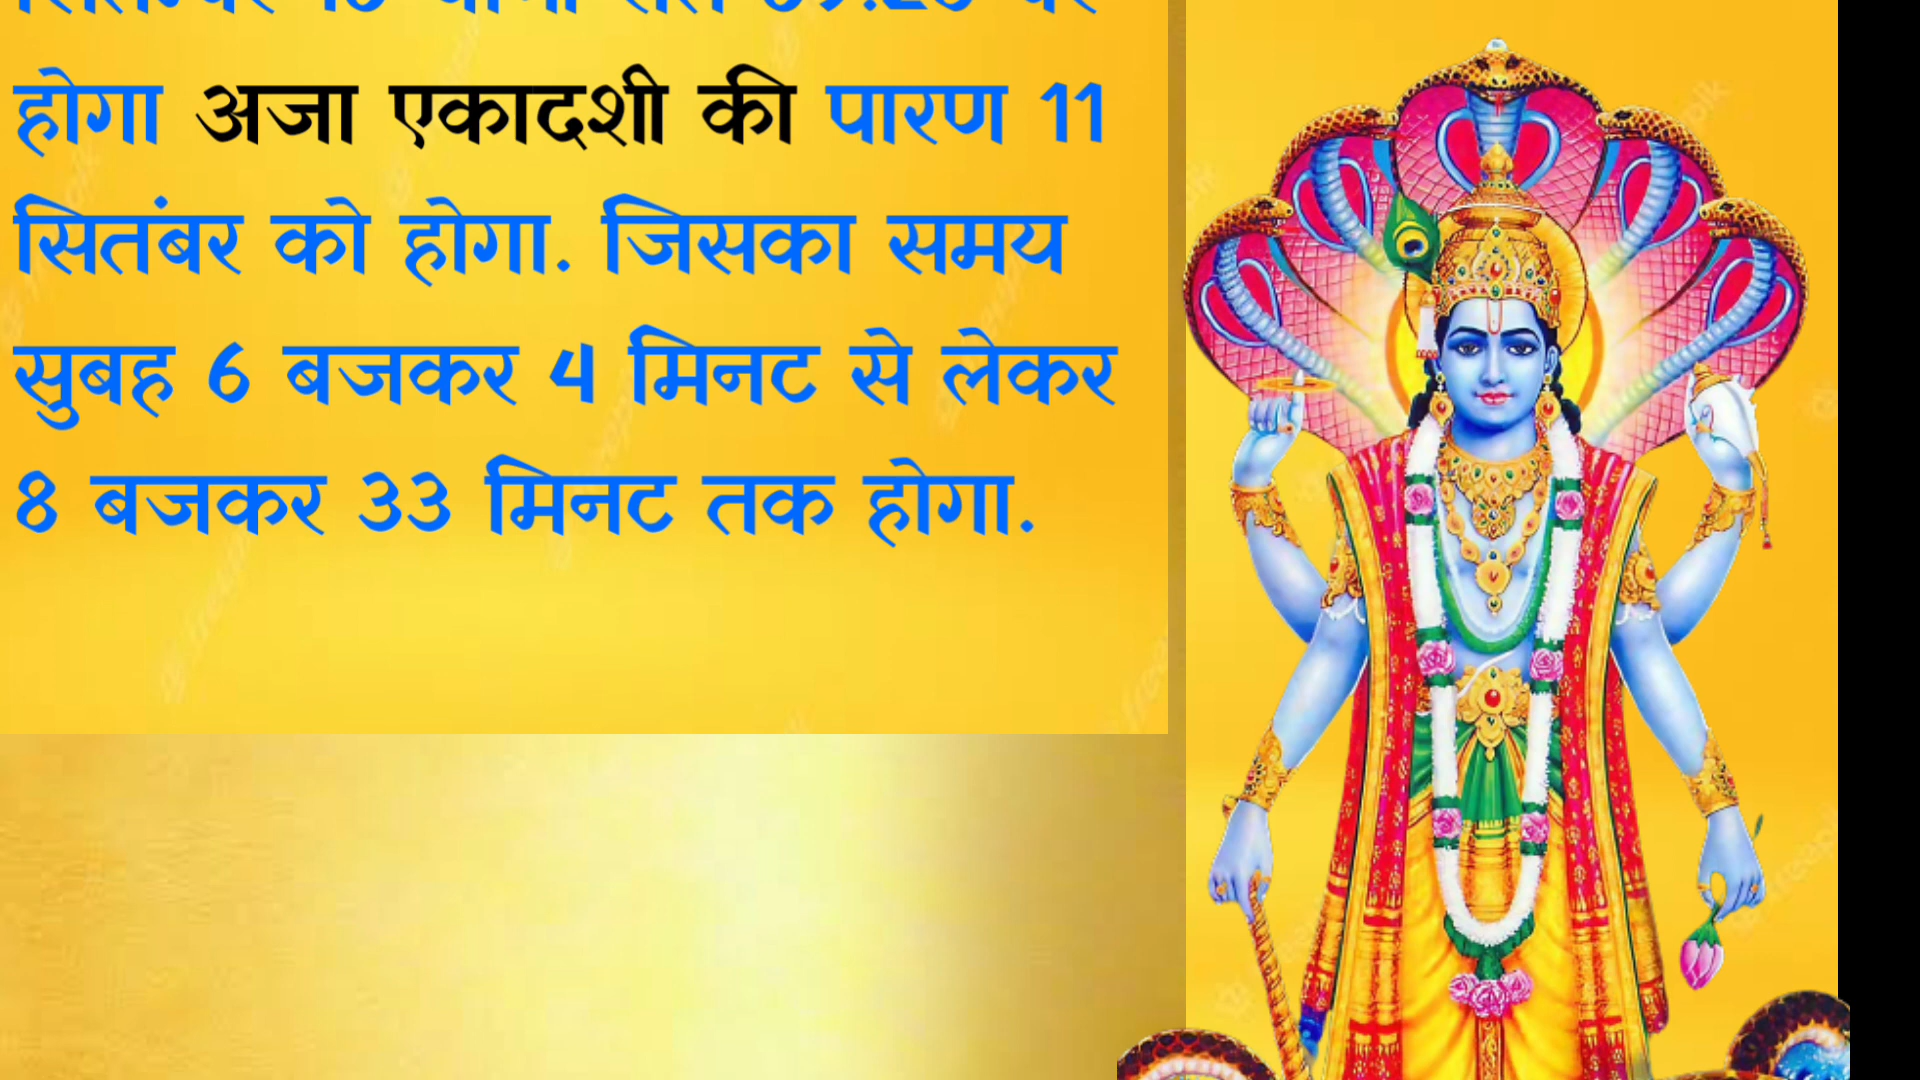 होगा अजा एकादशी की पारण 11
सितंबर को होगा. जिसका समय
सुबह 6 बजकर 4 मिनट से लेकर
8 बजकर 33 मिनट तक होगा.